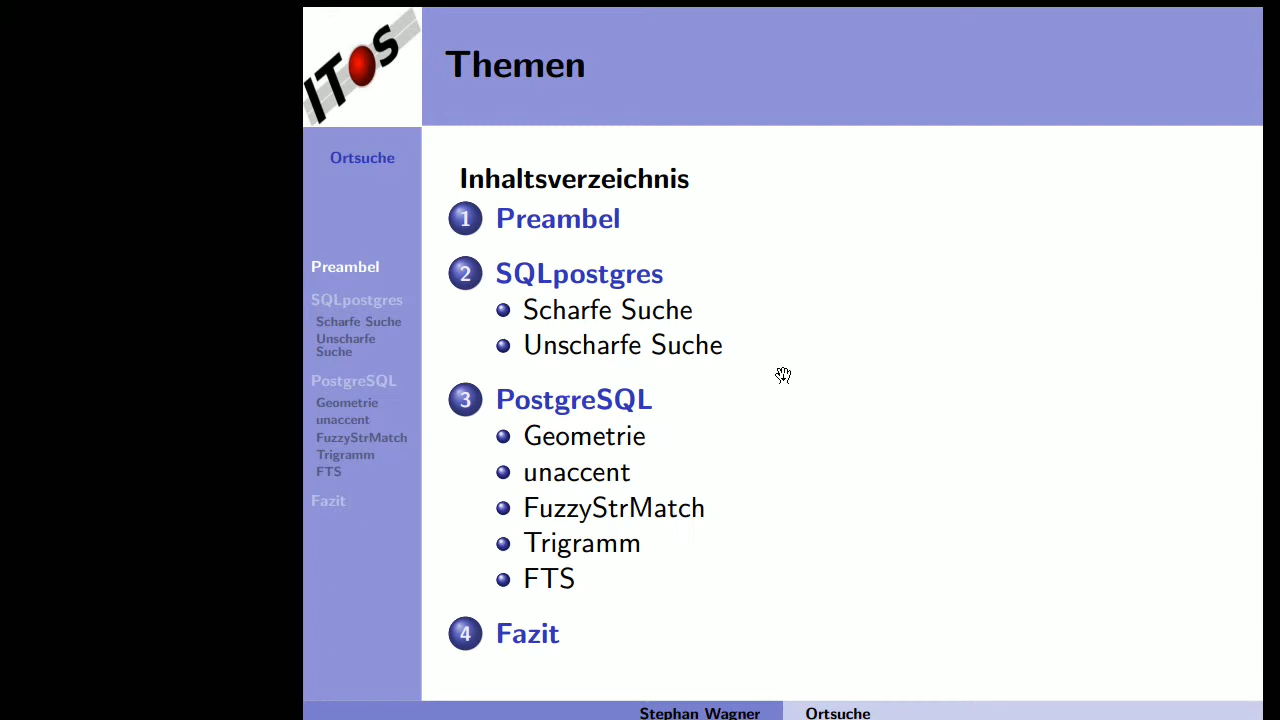 ITOS
Themen
Ortsuche
Preambel
SQLpostgres
Scharfe Suche
Unscharfe
Suche
PostgreSQL
Geometrie
unaccent
FuzzyStrMatch
Trigramm
FTS
Fazit
Inhaltsverzeichnis
1 Preambel
2 SQLpostgres
Scharfe Suche
Unscharfe Suche
3 PostgreSQL
Geometrie
unaccent
FuzzyStrMatch
Trigramm
FTS
4 Fazit
Stephan Wagner
Ortsuche